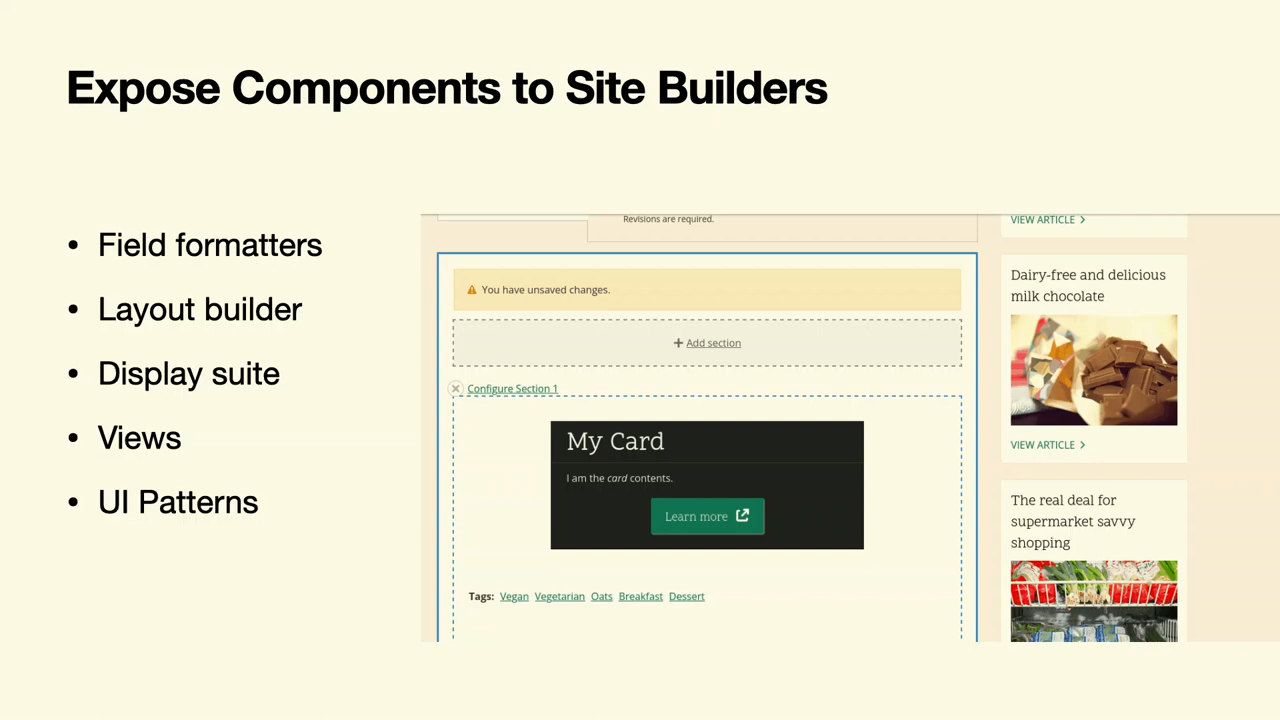 Expose Components to Site Builders
• Field formatters
• Layout builder
• Display suite
• Views
• UI Patterns
Revisions are required.
You have unsaved changes.
+ Add section
Configure Section 1
My Card
I am the card contents.
Learn more
Tags: Vegan Vegetarian Oats Breakfast Dessert
VIEW ARTICLE >
Dairy-free and delicious
milk chocolate
VIEW ARTICLE >
The real deal for
supermarket savvy
shopping